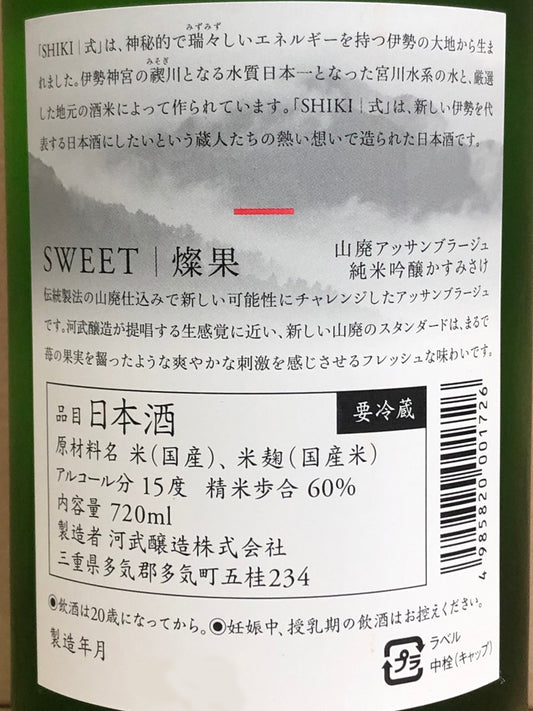 みずみず
「SHIKI｜式」は、神秘的で瑞々しいエネルギーを持つ伊勢の大地から生ま
みそぎ
れました。伊勢神宮の禊川となる水質日本一となった宮川水系の水と、厳選
した地元の酒米によって作られています。「SHIKI｜式」は、新しい伊勢を代
表する日本酒にしたいという蔵人たちの熱い想いで造られた日本酒です。
SWEET｜燦果
山廃アッサンブラージュ
純米吟醸かすみさけ
伝統製法の山廃仕込みで新しい可能性にチャレンジしたアッサンブラージュ
です。河武醸造が提唱する生感覚に近い、新しい山廃のスタンダードは、まるで
苺の果実を齧ったような爽やかな刺激を感じさせるフレッシュな味わいです。
品目 日本酒
要冷蔵
原材料名 米(国産)、米麹(国産米)
アルコール分 15度 精米歩合 60%
内容量 720ml
製造者 河武醸造株式会社
三重県多気郡多気町五桂234
4 985820 001726
◉飲酒は20歳になってから。◉妊娠中、授乳期の飲酒はお控えください。
製造年月
プラ
ラベル
中栓(キャップ)